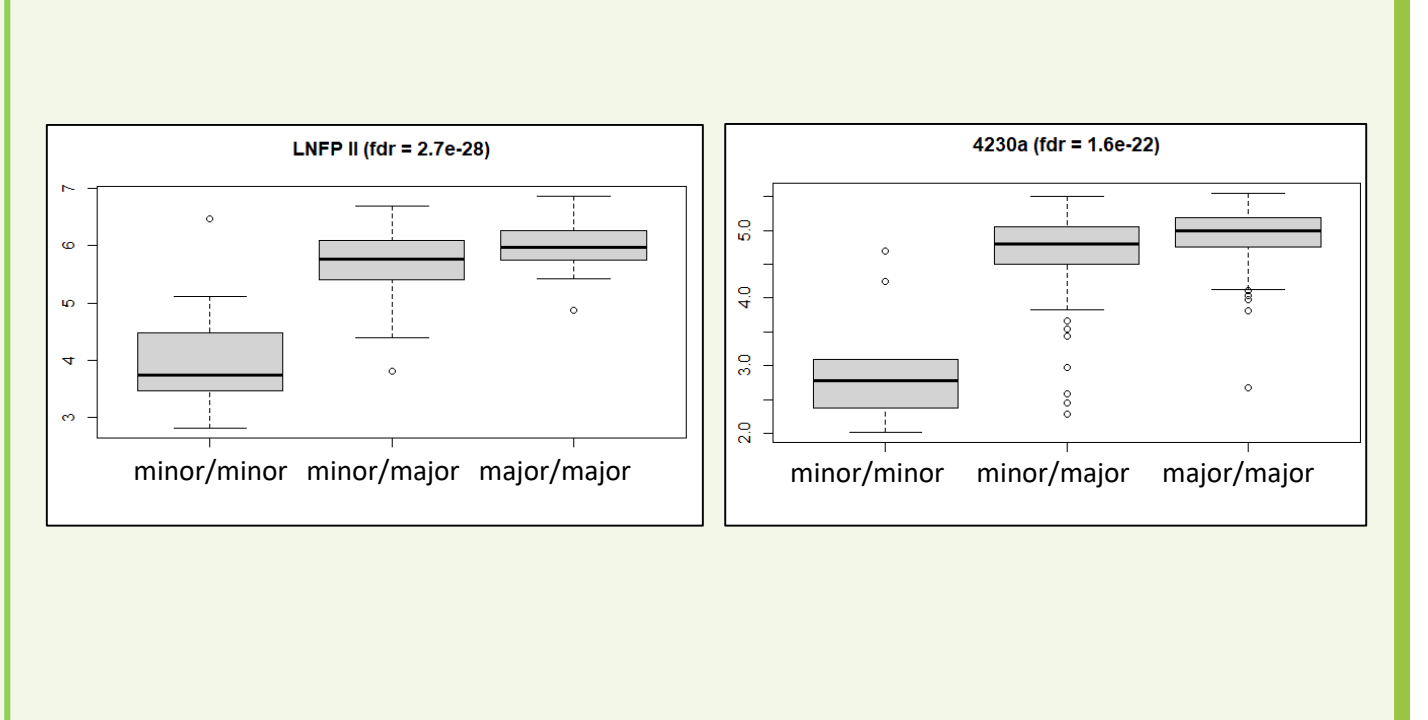 LNFP II (fdr = 2.7e-28)
7
6
5
4
3
minor/minor minor/major major/major
4230a (fdr = 1.6e-22)
5.0
4.0
3.0
2.0
minor/minor minor/major major/major